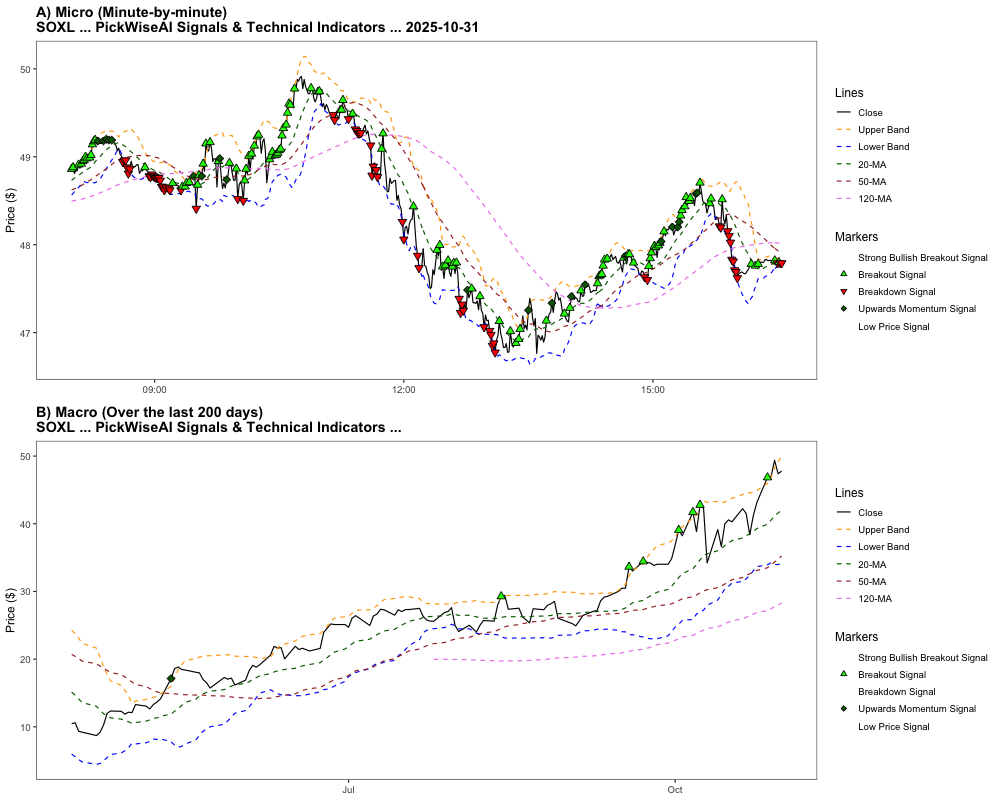 A) Micro (Minute-by-minute)
SOXL ... PickWiseAI Signals & Technical Indicators ... 2025-10-31
Price ($)
50
49
48
47
09:00
12:00
15:00
Lines
Close
Upper Band
Lower Band
20-MA
50-MA
120-MA
Markers
Strong Bullish Breakout Signal
Breakout Signal
Breakdown Signal
Upwards Momentum Signal
Low Price Signal
B) Macro (Over the last 200 days)
SOXL ... PickWiseAI Signals & Technical Indicators ...
Price ($)
50
40
30
20
10
Jul
Oct
Lines
Close
Upper Band
Lower Band
20-MA
50-MA
120-MA
Markers
Strong Bullish Breakout Signal
Breakout Signal
Breakdown Signal
Upwards Momentum Signal
Low Price Signal